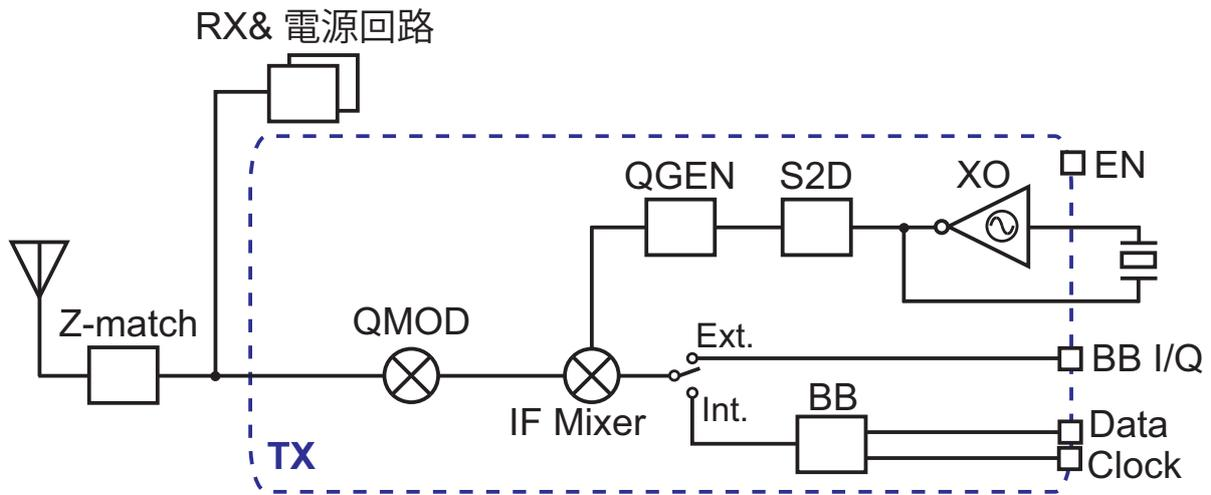 RX& 電源回路
EN
QGEN
S2D
XO
Z-match
QMOD
Ext.
BB I/Q
IF Mixer
Int.
BB
Data
Clock
TX